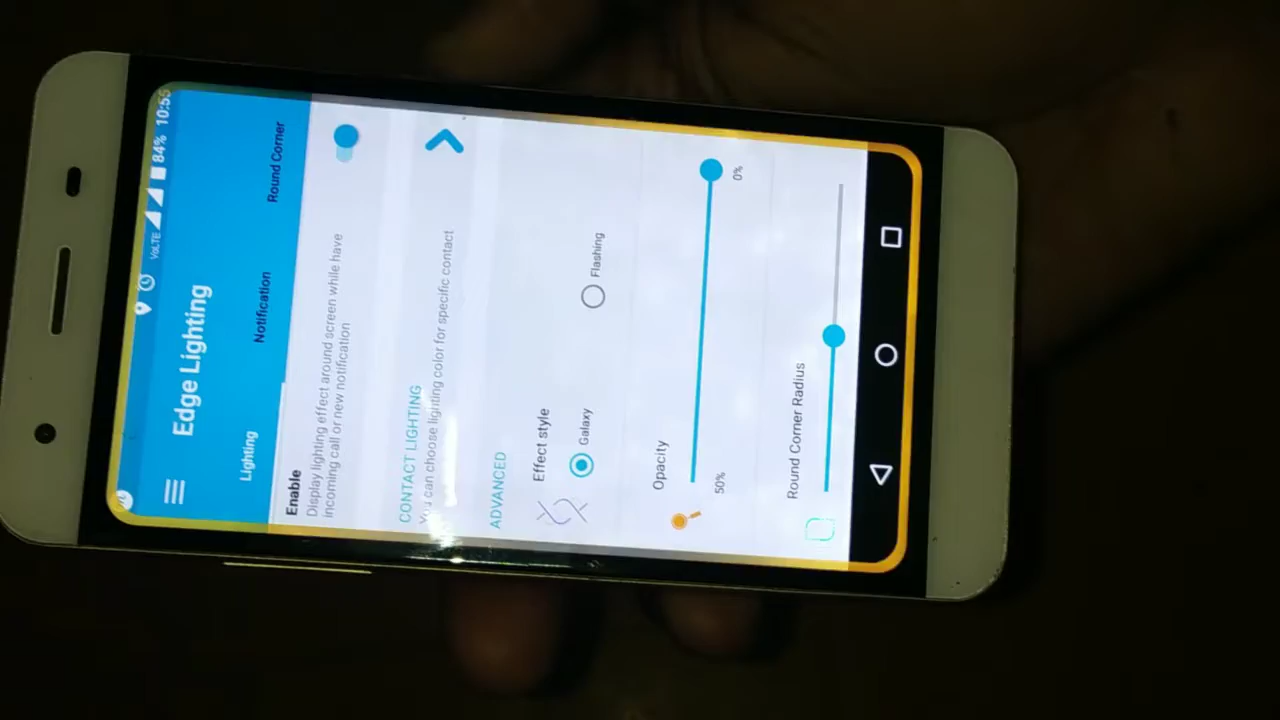 VoLTE 84% 10:55
Edge Lighting
Lighting Notification Round Corner
Enable
Display lighting effect around screen while have
incoming call or new notification
CONTACT LIGHTING
You can choose lighting color for specific contact
ADVANCED
Effect style
Galaxy Flashing
Opacity
50% 0%
Round Corner Radius